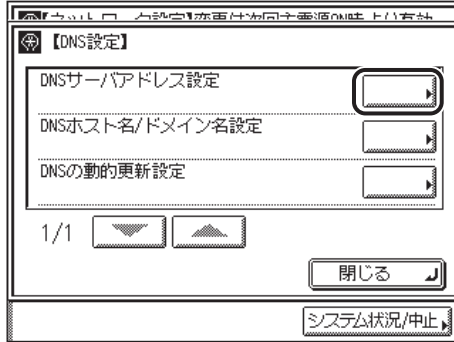 【DNS設定】
DNSサーバアドレス設定
DNSホスト名/ドメイン名設定
DNSの動的更新設定
1/1
閉じる
システム状況/中止